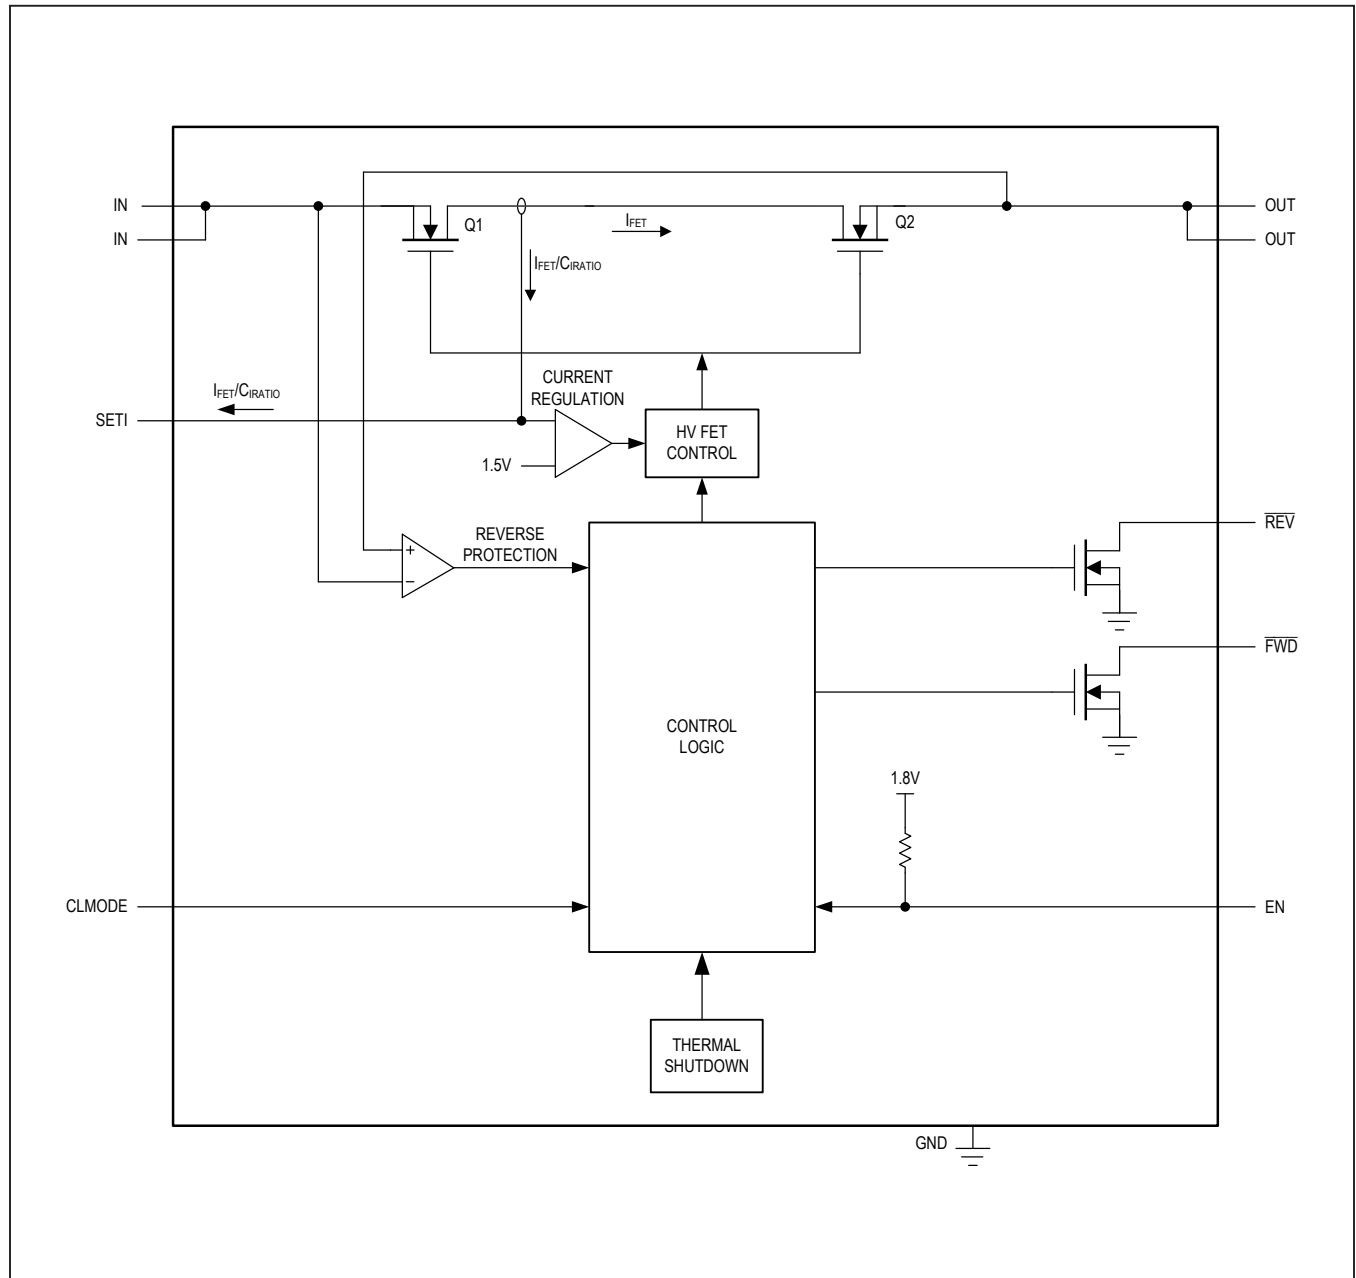 IN
OUT
Q1
IFET
Q2
IN
OUT
IFET/CIRATIO
CURRENT
REGULATION
IFET/CIRATIO
SETI
HV FET
CONTROL
1.5V
REVERSE
PROTECTION
REV
+
−
FWD
CONTROL
LOGIC
1.8V
CLMODE
EN
THERMAL
SHUTDOWN
GND